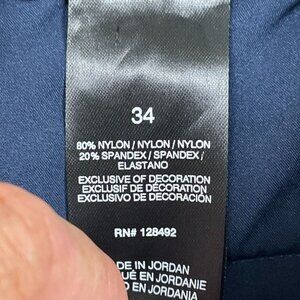 34
80% NYLON / NYLON / NYLON
20% SPANDEX / SPANDEX /
ELASTANO
EXCLUSIVE OF DECORATION
EXCLUSIF DE DÉCORATION
EXCLUSIVO DE DECORACIÓN
RN# 128492
DE IN JORDAN
QUÉ EN JORDANIE
O EN JORDANIA